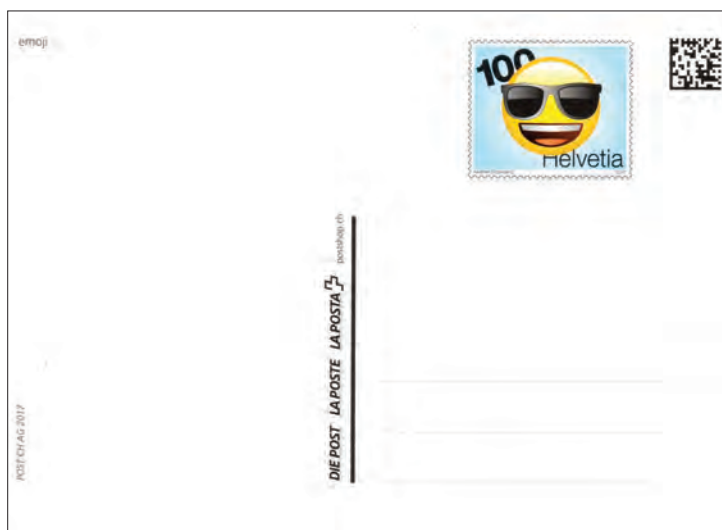 emoji
100
Helvetia
postshop.ch
DIE POST LA POSTE LA POSTA
POST CH AG 2017